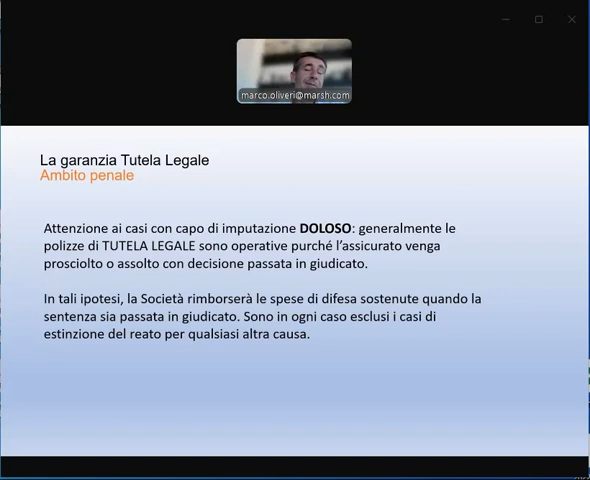 marco.oliveri@marsh.com
La garanzia Tutela Legale
Ambito penale
Attenzione ai casi con capo di imputazione DOLOSO: generalmente le
polizze di TUTELA LEGALE sono operative purché l'assicurato venga
prosciolto o assolto con decisione passata in giudicato.
In tali ipotesi, la Società rimborserà le spese di difesa sostenute quando la
sentenza sia passata in giudicato. Sono in ogni caso esclusi i casi di
estinzione del reato per qualsiasi altra causa.